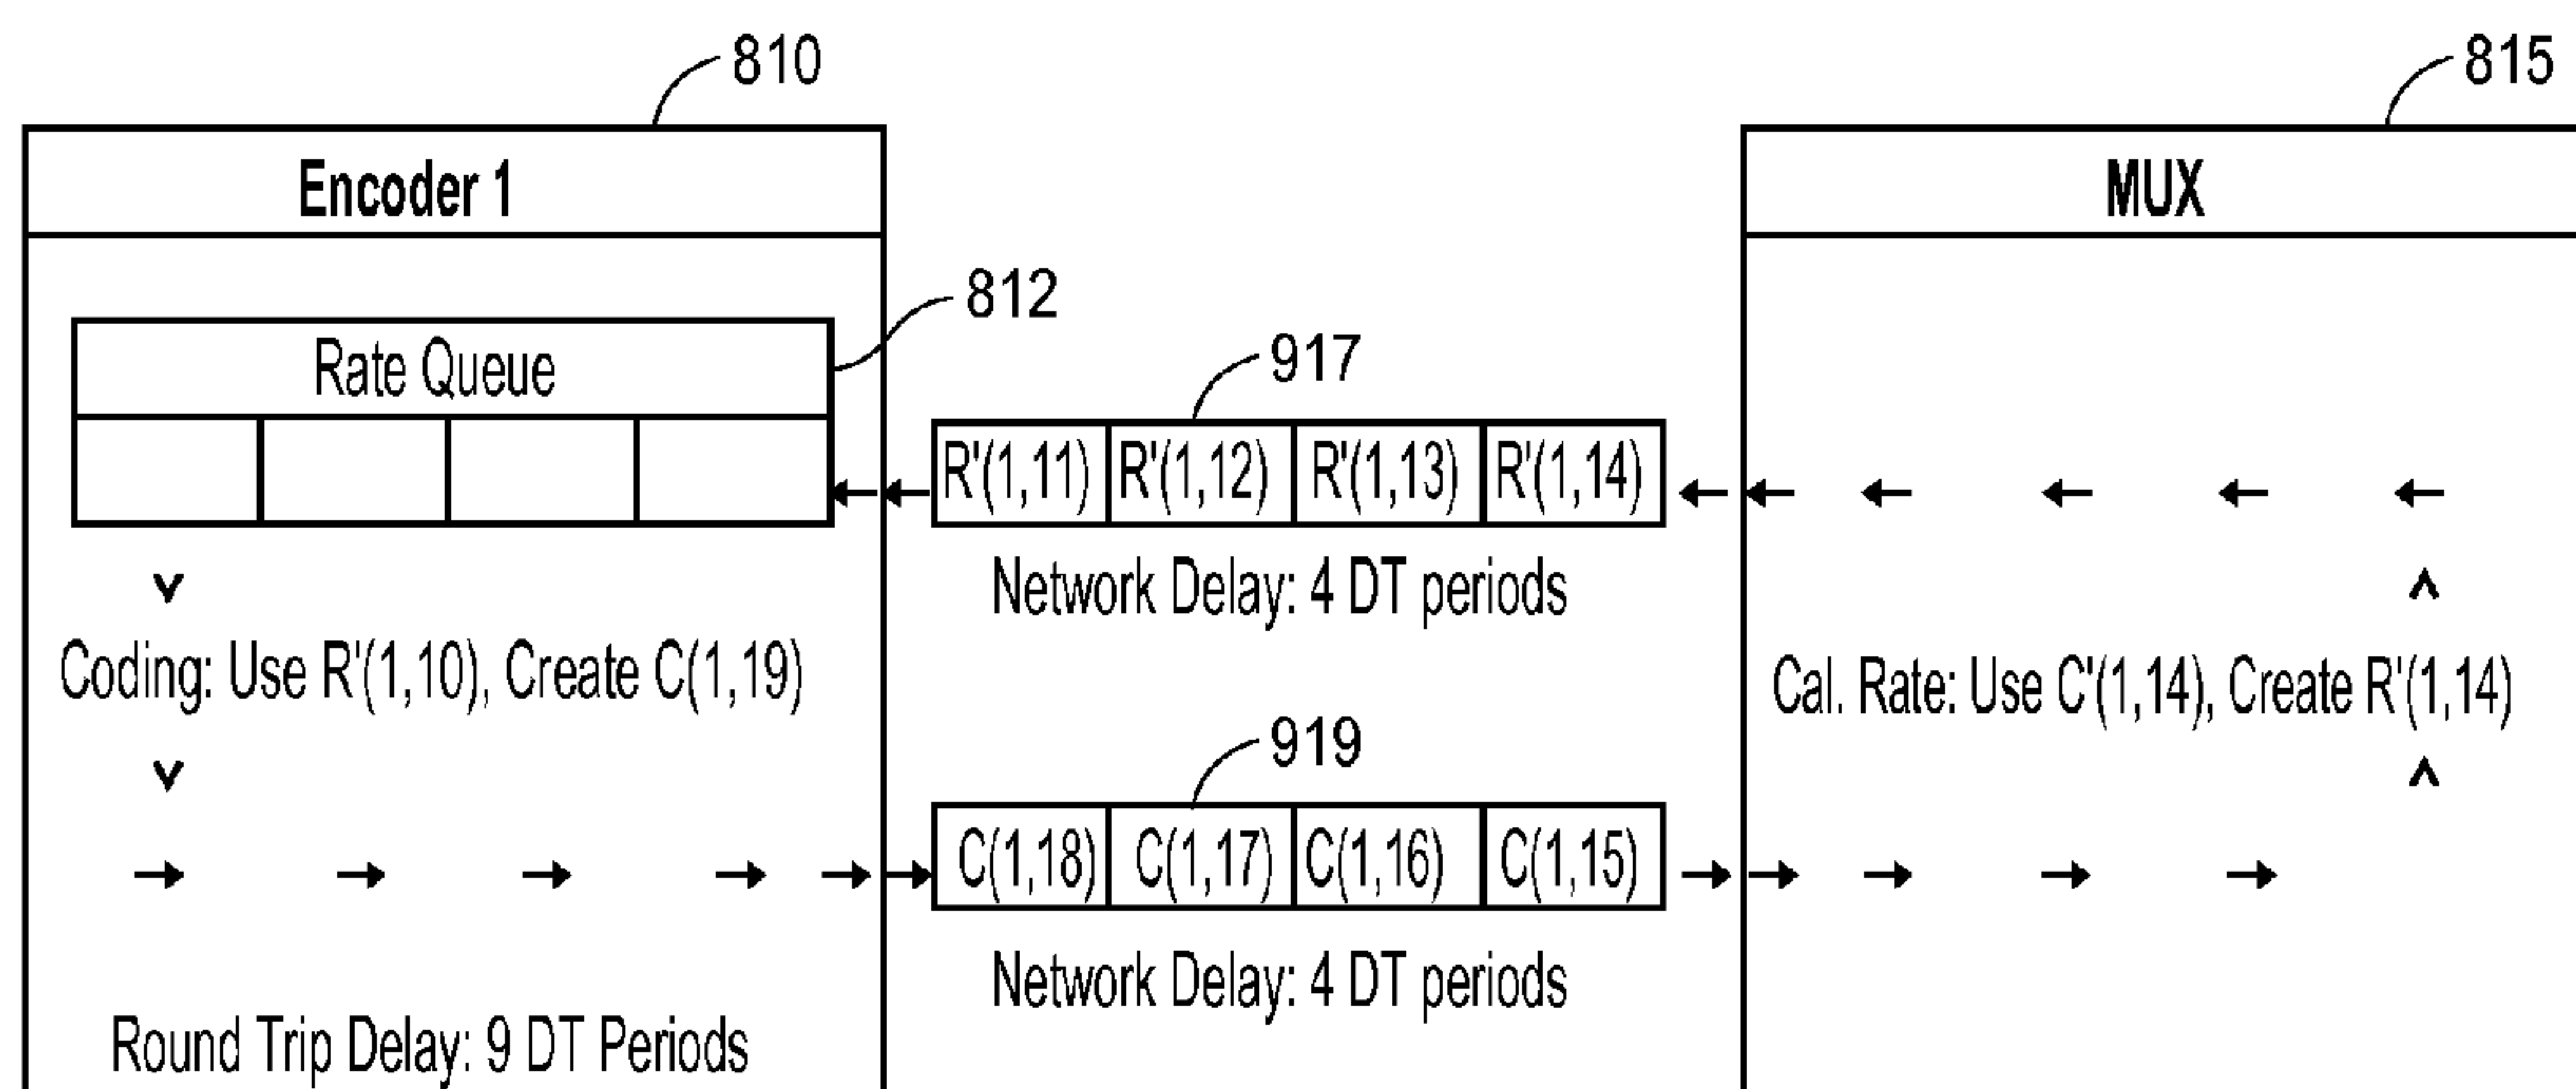 810
815
Encoder 1
MUX
812
Rate Queue
917
R'(1,11) R'(1,12) R'(1,13) R'(1,14)
Network Delay: 4 DT periods
Coding: Use R'(1,10), Create C(1,19)
Cal. Rate: Use C'(1,14), Create R'(1,14)
919
C(1,18) C(1,17) C(1,16) C(1,15)
Network Delay: 4 DT periods
Round Trip Delay: 9 DT Periods